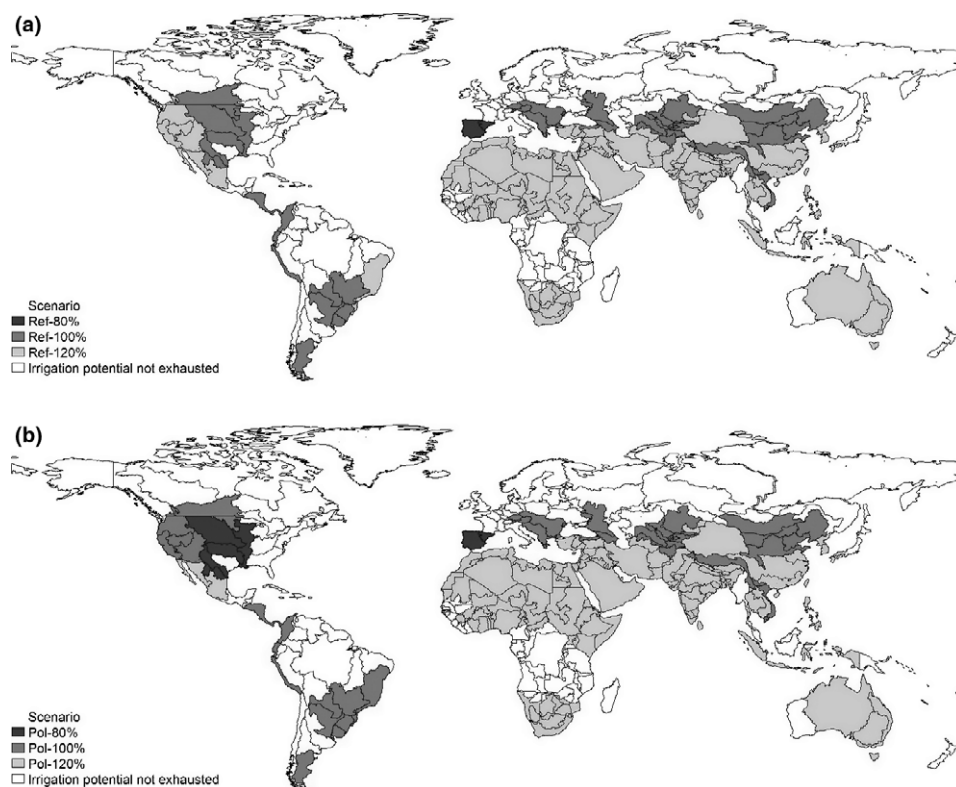 (a)
Scenario
Ref-80%
Ref-100%
Ref-120%
Irrigation potential not exhausted
(b)
Scenario
Pol-80%
Pol-100%
Pol-120%
Irrigation potential not exhausted